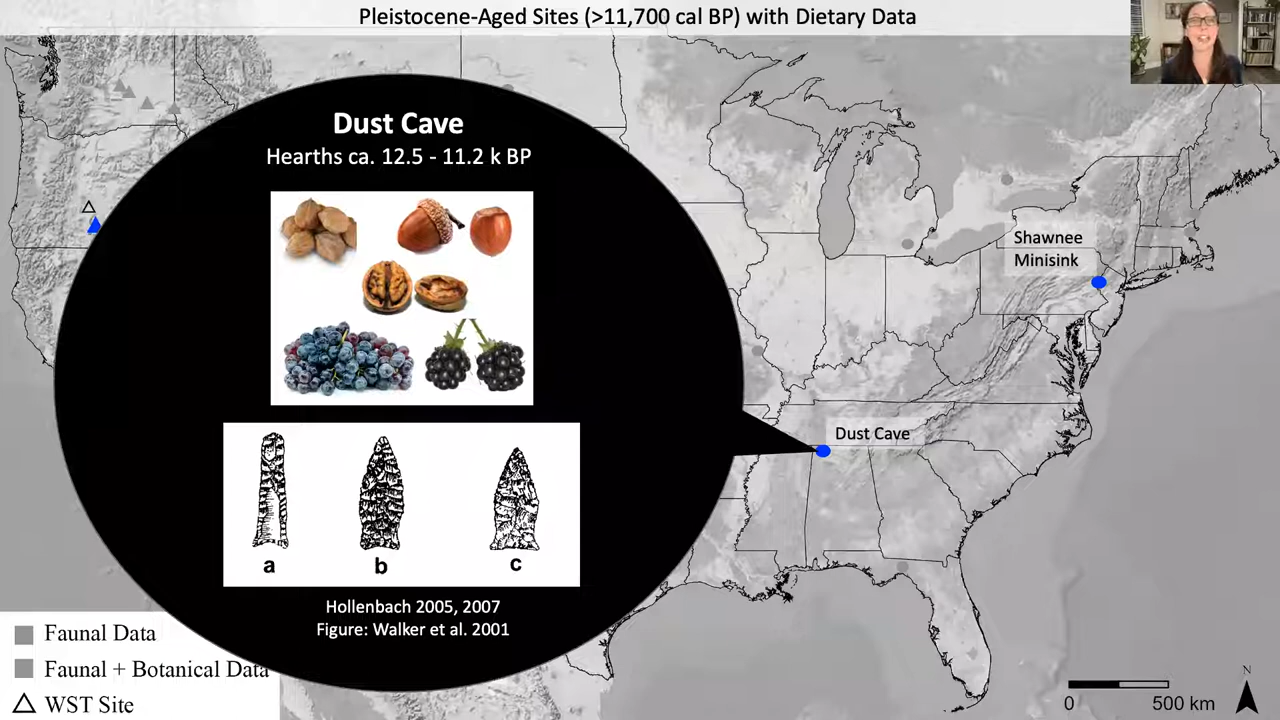 Pleistocene-Aged Sites (>11,700 cal BP) with Dietary Data
Dust Cave
Hearths ca. 12.5 - 11.2 k BP
a
b
c
Hollenbach 2005, 2007
Figure: Walker et al. 2001
Shawnee
Minisink
Dust Cave
Faunal Data
Faunal + Botanical Data
WST Site
N
0
500 km